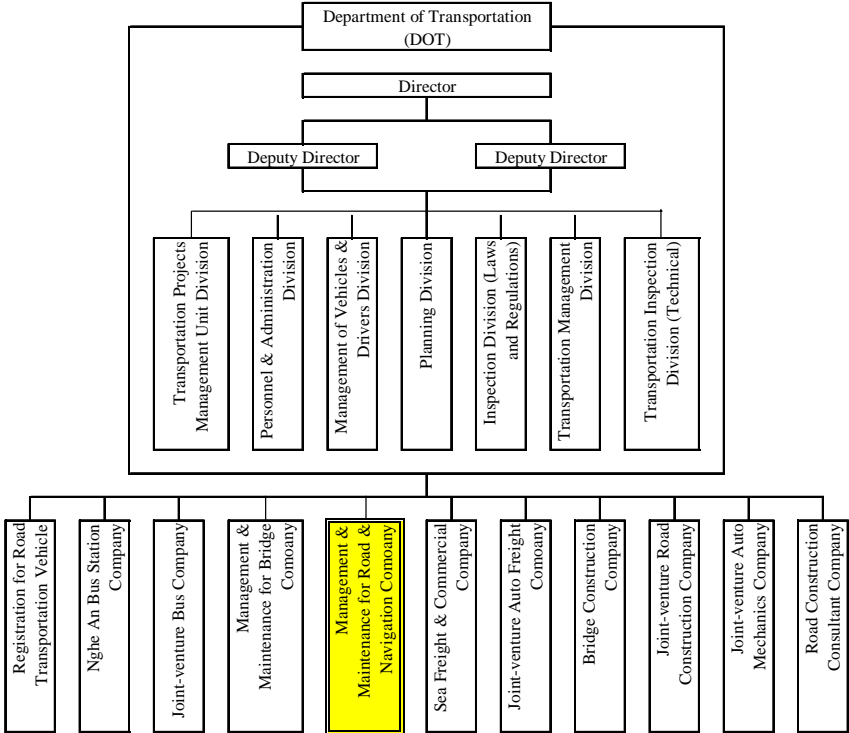 Department of Transportation
(DOT)
Director
Deputy Director
Deputy Director
Transportation Projects
Management Unit Division
Personnel & Administration
Division
Management of Vehicles &
Drivers Division
Planning Division
Inspection Division (Laws
and Regulations)
Transportation Management
Division
Transportation Inspection
Division (Technical)
Registration for Road
Transportation Vehicle
Nghe An Bus Station
Company
Joint-venture Bus Company
Management &
Maintenance for Bridge
Comoany
Management &
Maintenance for Road &
Navigation Comoany
Sea Freight & Commercial
Company
Joint-venture Auto Freight
Comoany
Bridge Construction
Company
Joint-venture Road
Construction Company
Joint-venture Auto
Mechanics Company
Road Construction
Consultant Company